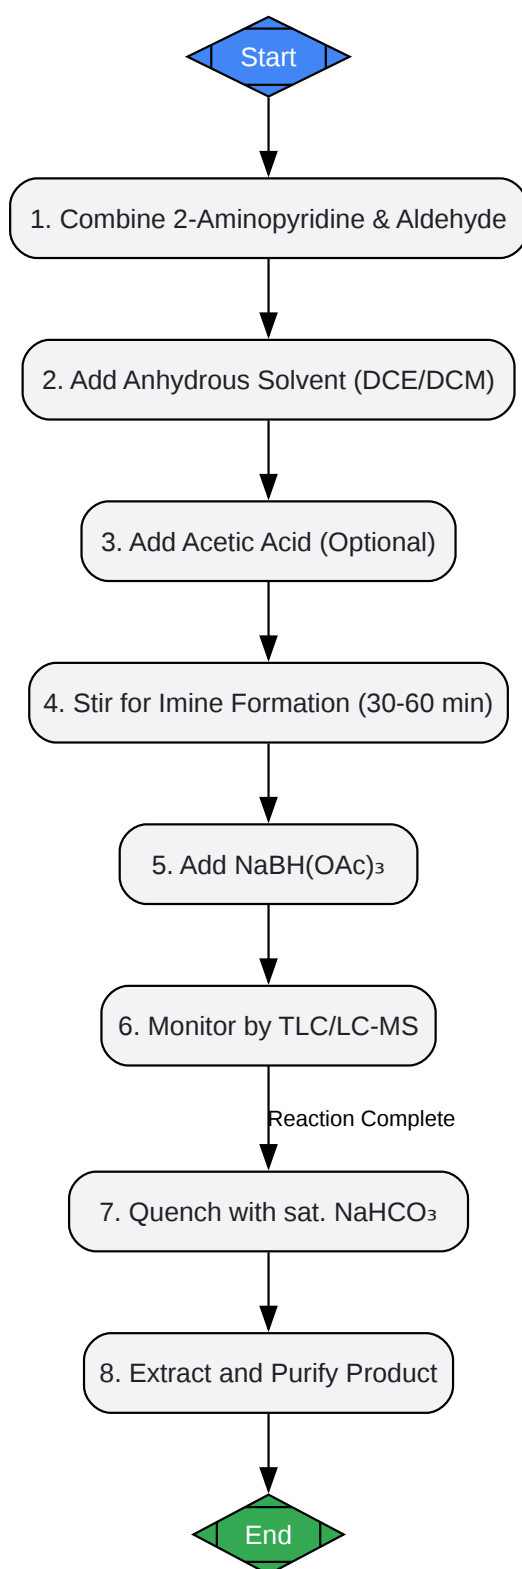 Start
1. Combine 2-Aminopyridine & Aldehyde
2. Add Anhydrous Solvent (DCE/DCM)
3. Add Acetic Acid (Optional)
4. Stir for Imine Formation (30-60 min)
5. Add NaBH(OAc)₃
6. Monitor by TLC/LC-MS
Reaction Complete
7. Quench with sat. NaHCO₃
8. Extract and Purify Product
End